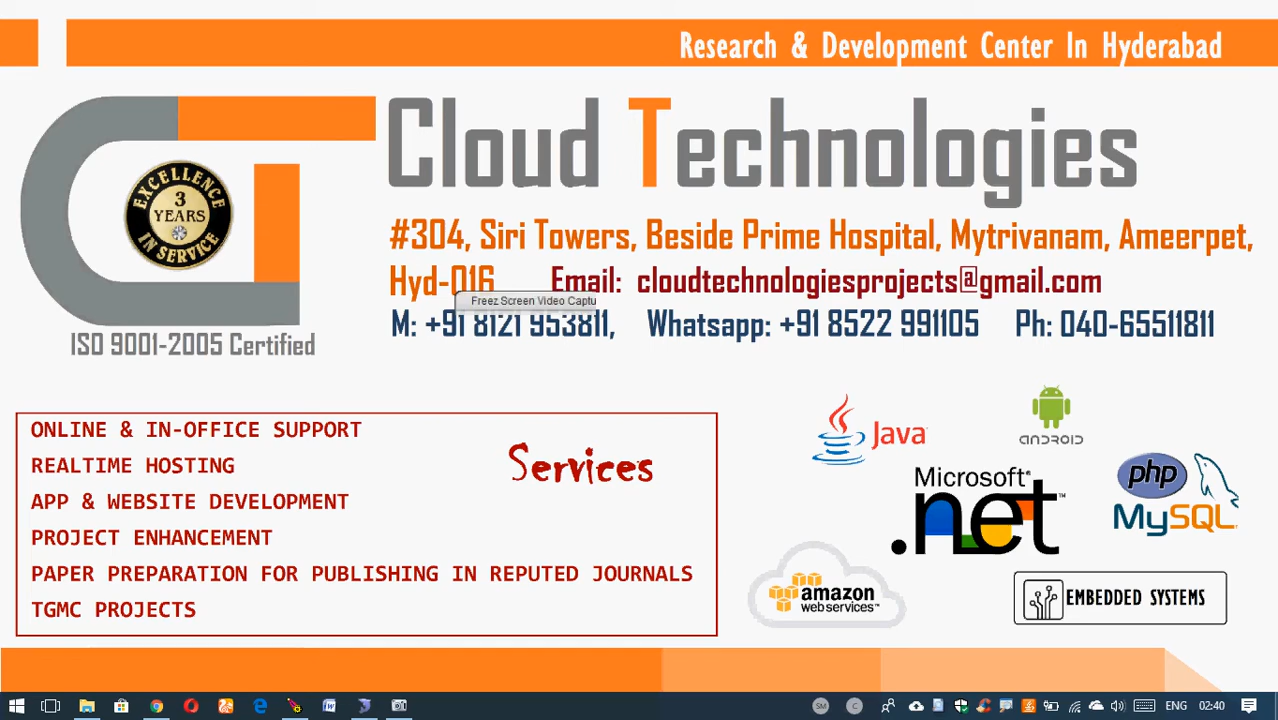 Research & Development Center In Hyderabad
Cloud Technologies
EXCELLENCE
3
YEARS
IN SERVICE
#304, Siri Towers, Beside Prime Hospital, Mytrivanam, Ameerpet,
Hyd-016 Email: cloudtechnologiesprojects@gmail.com
Freez Screen Video Captu
M: +91 8121 953811, Whatsapp: +91 8522 991105 Ph: 040-65511811
ISO 9001-2005 Certified
Services
ONLINE & IN-OFFICE SUPPORT
REALTIME HOSTING
APP & WEBSITE DEVELOPMENT
PROJECT ENHANCEMENT
PAPER PREPARATION FOR PUBLISHING IN REPUTED JOURNALS
TGMC PROJECTS
Java
ANDROID
Microsoft®
.net™
php
MySQL
amazon
webservices™
EMBEDDED SYSTEMS
SM C ENG 02:40